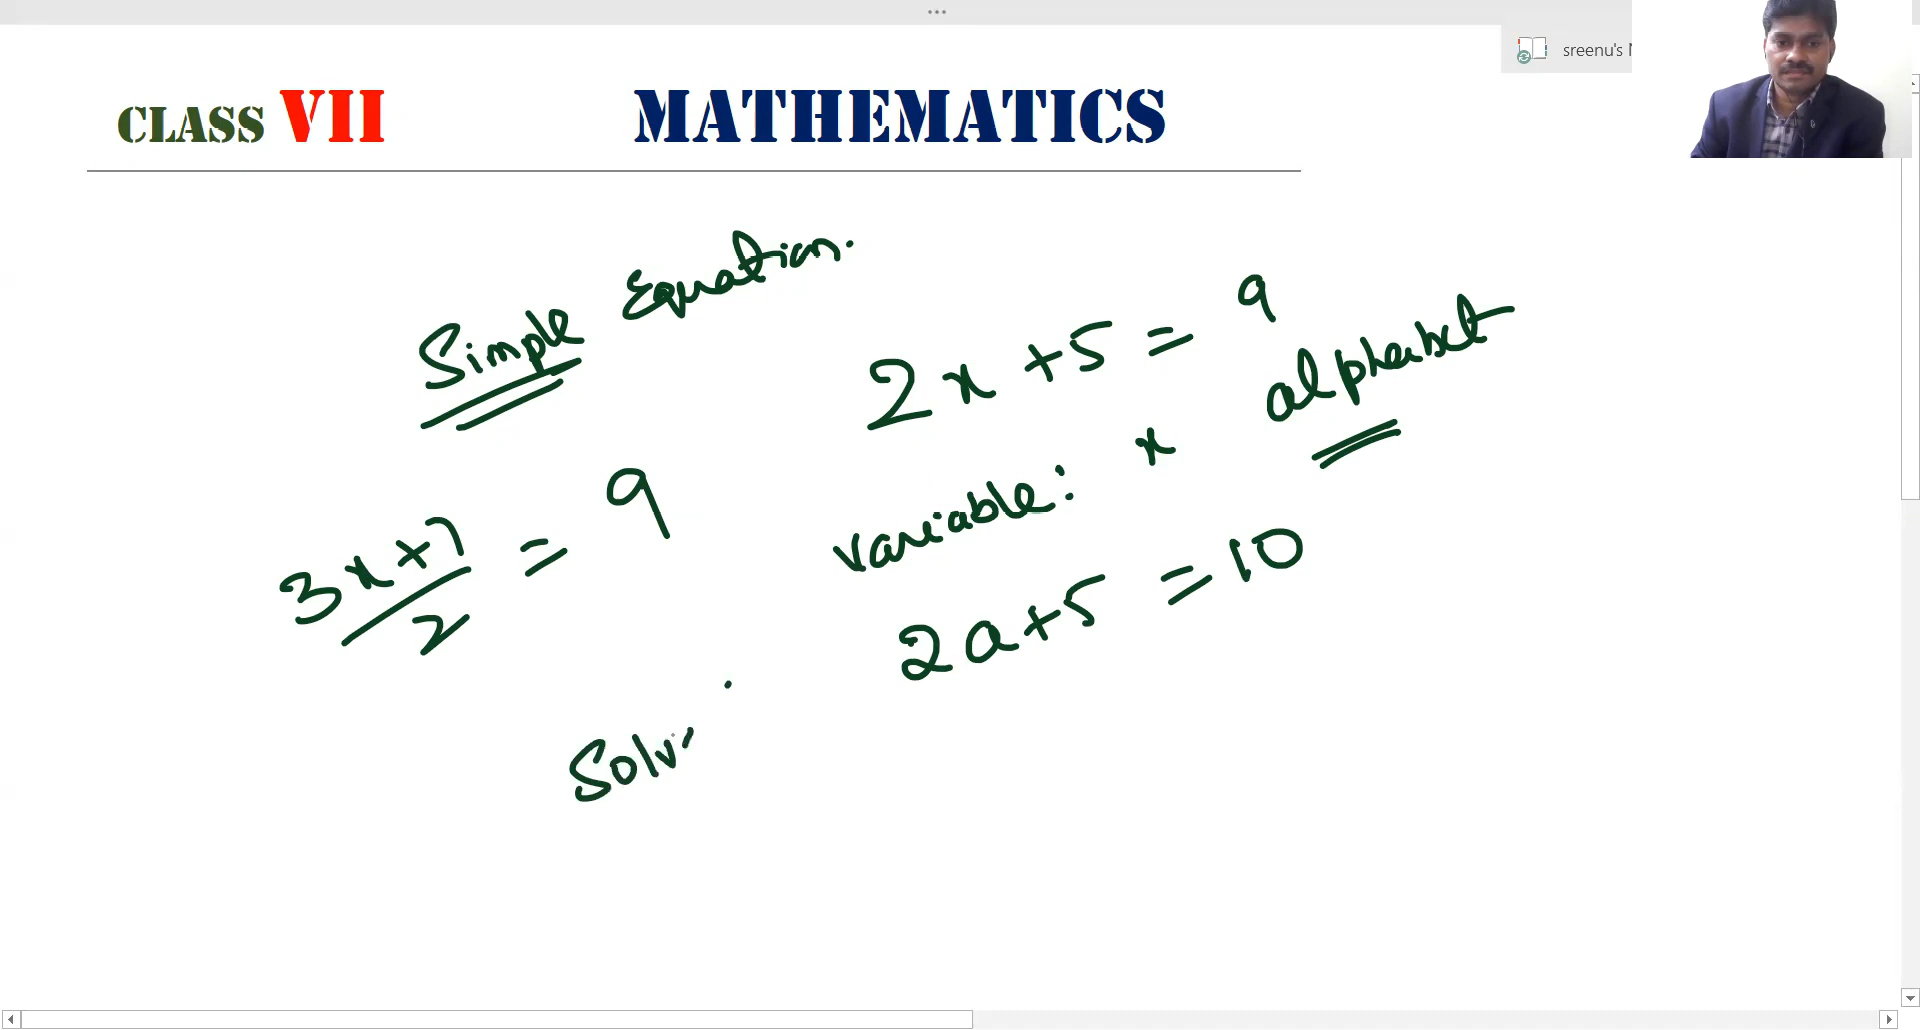 sreenu's
CLASS VII MATHEMATICS
Simple Equation.
2x+5=9
alphabet
variable: x
3x+7/2=9
2a+5=10
Solv